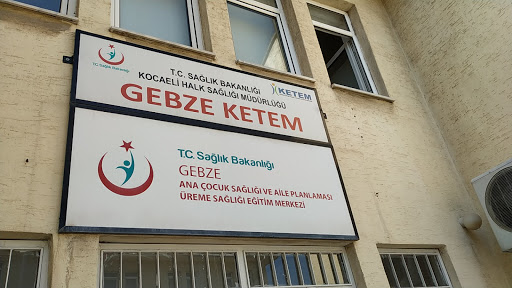 T.C. Sağlık Bakanlığı
T.C. SAĞLIK BAKANLIĞI
KOCAELİ HALK SAĞLIĞI MÜDÜRLÜĞÜ
KETEM
GEBZE KETEM
T.C. Sağlık Bakanlığı
GEBZE
ANA ÇOCUK SAĞLIĞI VE AİLE PLANLAMASI
ÜREME SAĞLIĞI EĞİTİM MERKEZİ